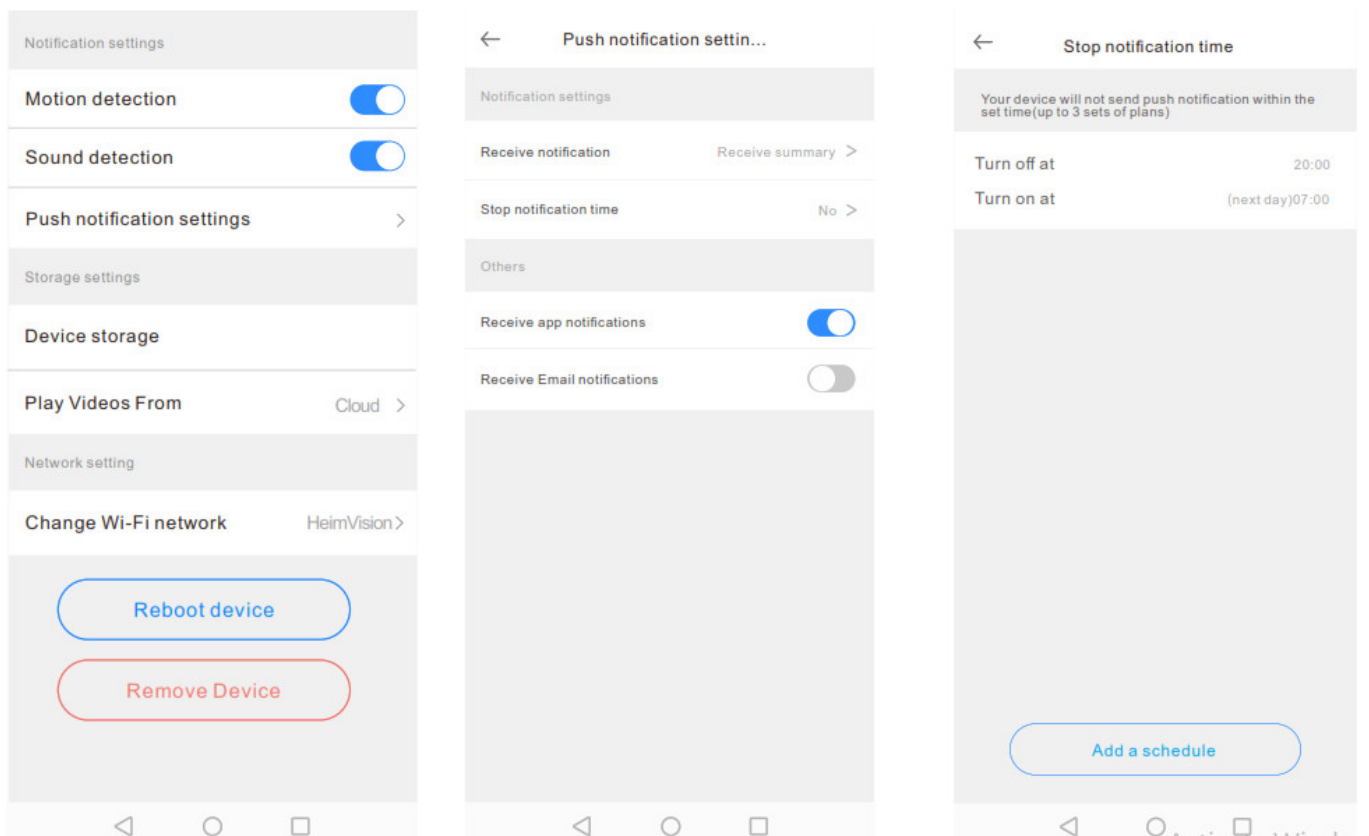 Notification settings
Motion detection
Sound detection
Push notification settings >
Storage settings
Device storage
Play Videos From Cloud >
Network setting
Change Wi-Fi network HeimVision>
Reboot device
Remove Device
← Push notification settin...
Notification settings
Receive notification Receive summary >
Stop notification time No >
Others
Receive app notifications
Receive Email notifications
← Stop notification time
Your device will not send push notification within the
set time(up to 3 sets of plans)
Turn off at 20:00
Turn on at (next day)07:00
Add a schedule